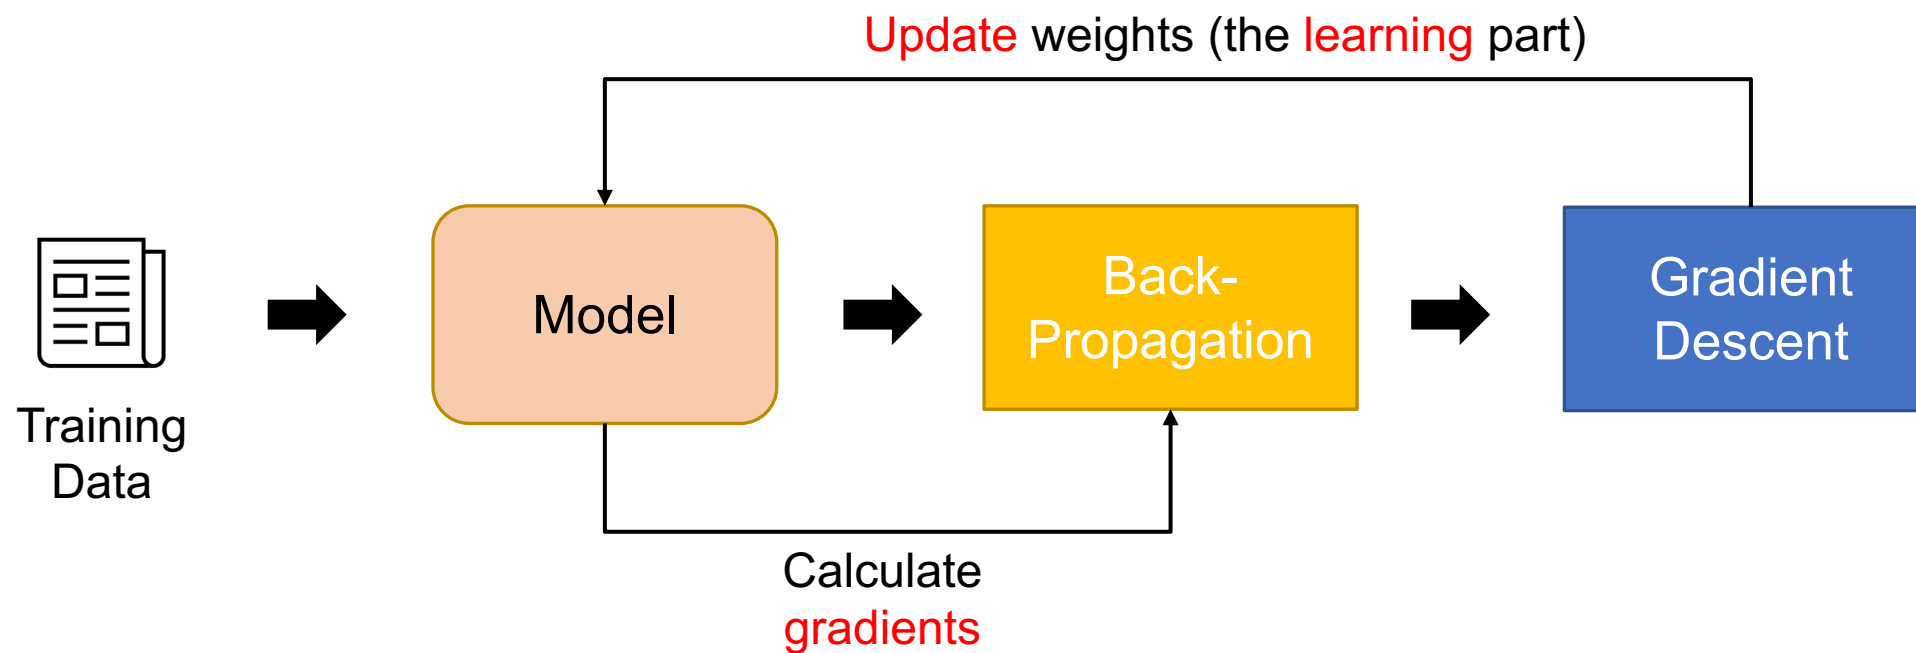 Update weights (the learning part)
Training
Data
Model
Back-
Propagation
Gradient
Descent
Calculate
gradients